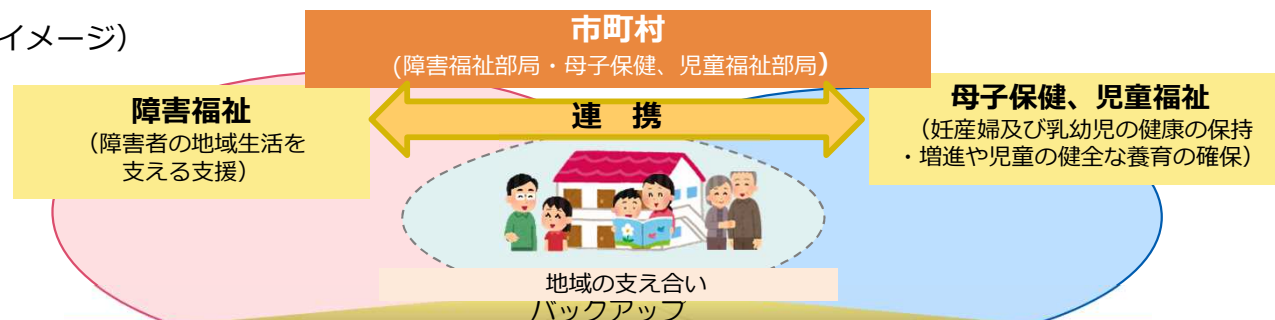 イメージ）
市町村
(障害福祉部局・母子保健、児童福祉部局)
障害福祉
（障害者の地域生活を
支える支援）
連　携
母子保健、児童福祉
（妊産婦及び乳幼児の健康の保持
・増進や児童の健全な養育の確保）
地域の支え合い
バックアップ